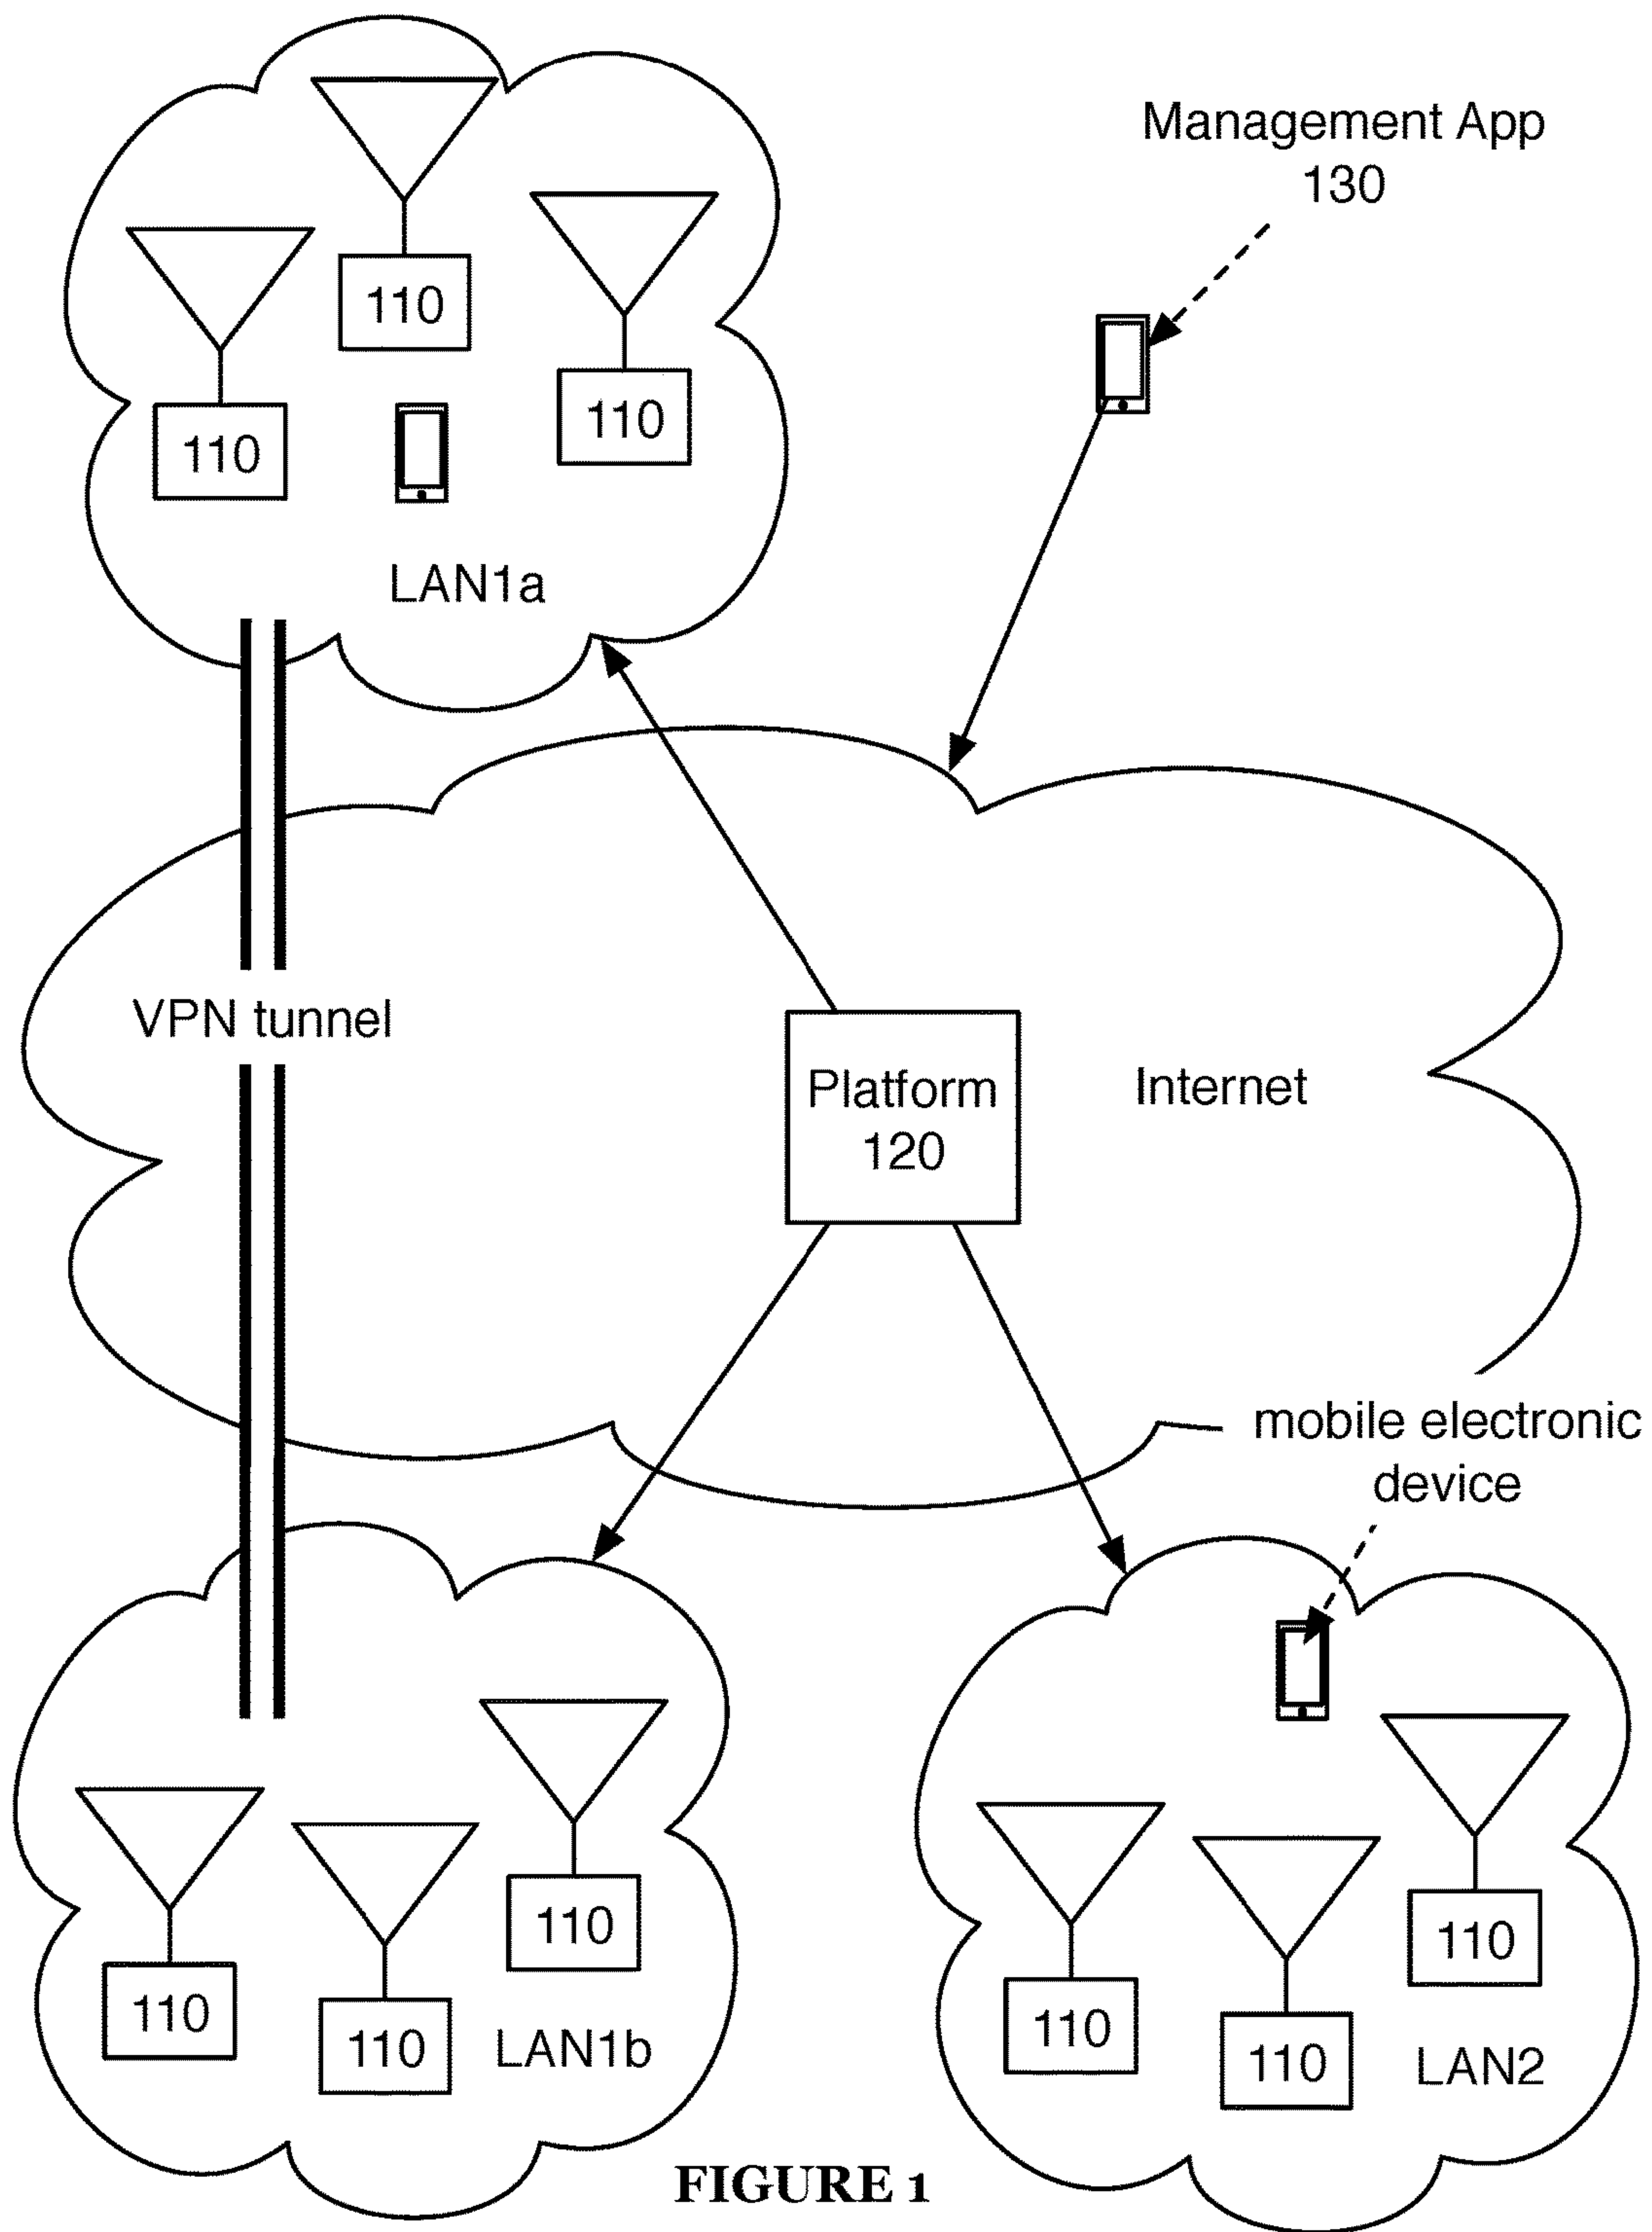 Management App
130
110
110
110
LAN1a
VPN tunnel
Platform
120
Internet
mobile electronic
device
110
110
110
LAN1b
110
110
110
LAN2
FIGURE 1